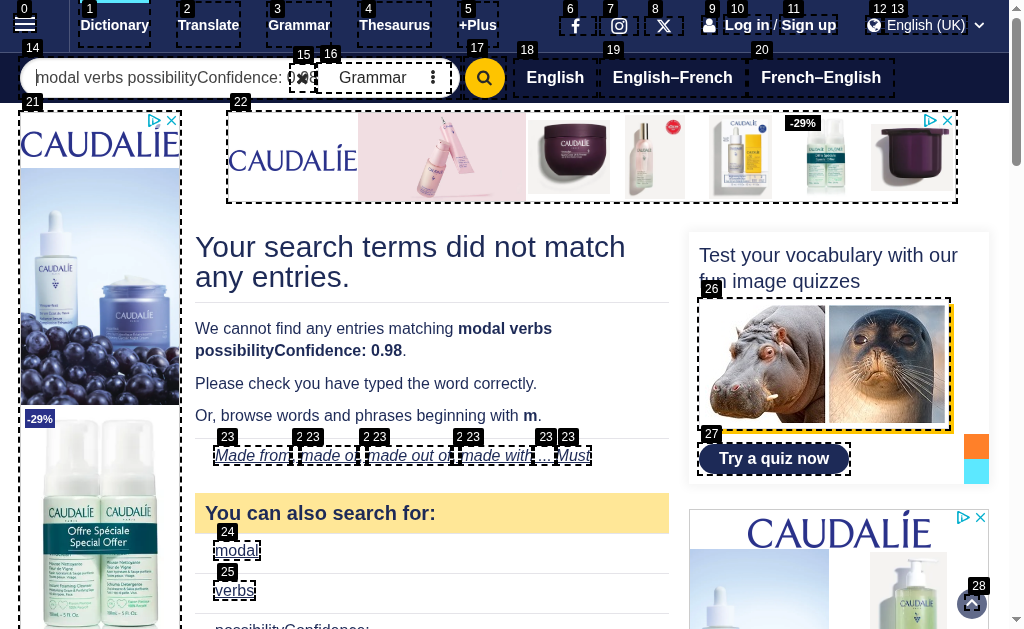 0 1 2 3 4 5 6 7 8 9 10 11 12 13
Dictionary Translate Grammar Thesaurus +Plus Log in / Sign up English (UK)
14 15 16 17 18 19 20
modal verbs possibilityConfidence: 0.98 Grammar English English–French French–English
21 22
CAUDALIE
CAUDALIE
-29%
Your search terms did not match
any entries.
We cannot find any entries matching modal verbs
possibilityConfidence: 0.98.
Please check you have typed the word correctly.
Or, browse words and phrases beginning with m.
23 23 23 23 23 23
Made from made o made out o made with ... Must
You can also search for:
24
modal
25
verbs
possibilityConfidence:
Test your vocabulary with our
fun image quizzes
26
27
Try a quiz now
CAUDALIE
28
-29%
CAUDALIE CAUDALIE
Offre Spéciale
Special Offer